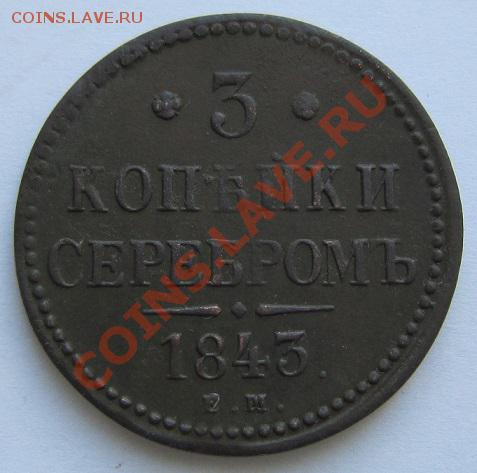 COINS.LAVE.RU
3
КОПѢЙКИ
СЕРЕБРОМЪ
1843.
Е.М.
COINS.LAVE.RU